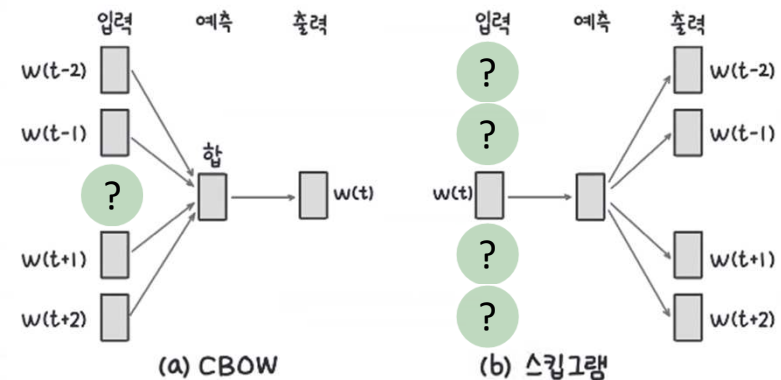 입력 예측 출력
w(t-2)
w(t-1)
합
?
w(t)
w(t+1)
w(t+2)
(a) CBOW
입력 예측 출력
?
w(t-2)
?
w(t-1)
w(t)
?
w(t+1)
?
w(t+2)
(b) 스킵그램